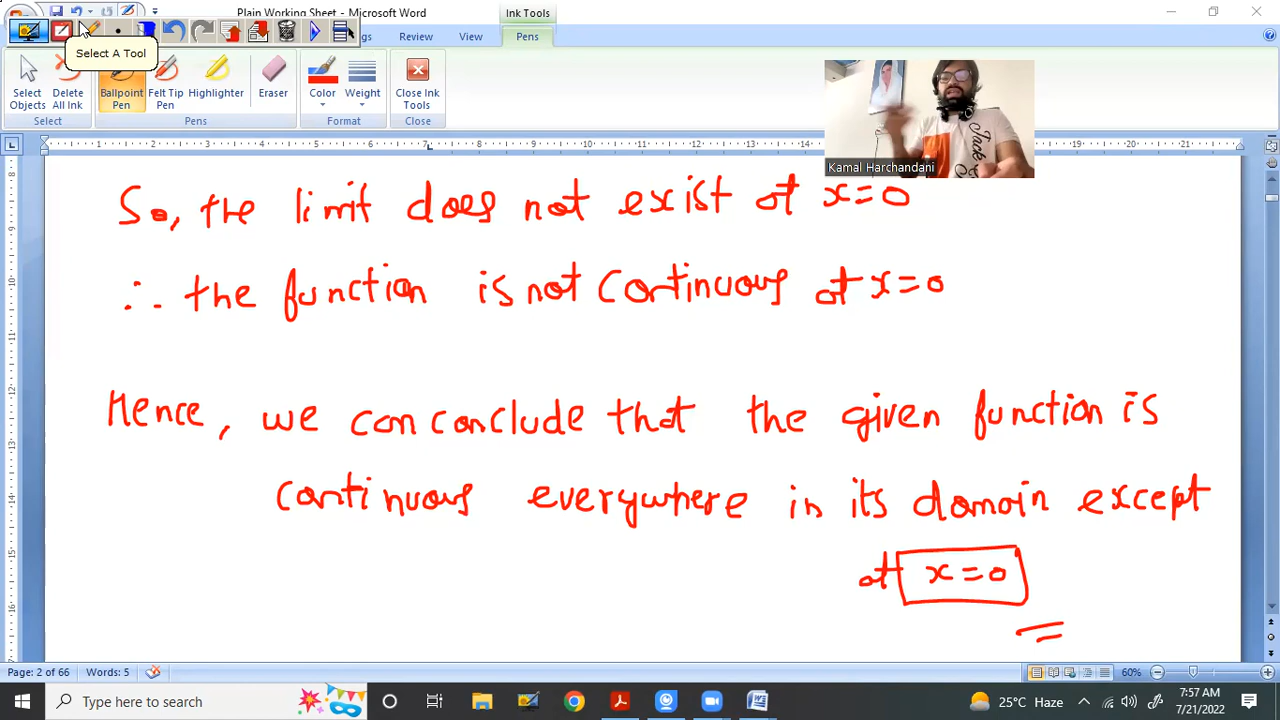 Plain Working Sheet - Microsoft Word
Ink Tools
Review View Pens
Select A Tool
Select Objects
Delete All Ink
Ballpoint Pen
Felt Tip Pen
Highlighter
Eraser
Color
Weight
Close Ink Tools
Select Pens Format Close
Kamal Harchandani
So, the limit does not exist at x=0
∴ the function is not continuous at x=0
Hence, we can conclude that the given function is
continuous everywhere in its domain except
at x=0
Page: 2 of 66 Words: 5 60%
Type here to search
25°C Haze
7:57 AM
7/21/2022